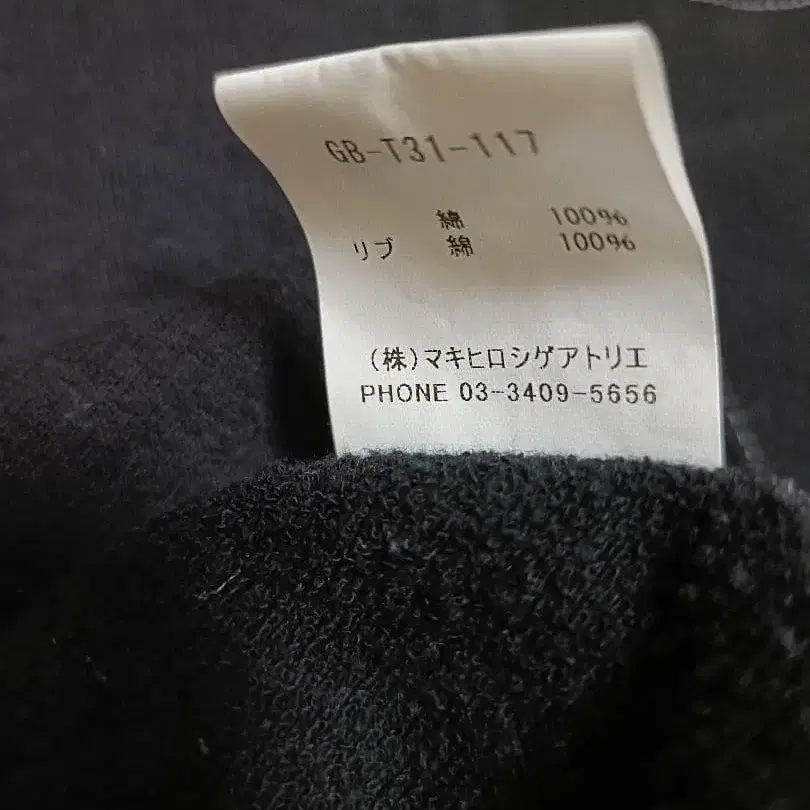 GB-T31-117
綿 100%
リブ 綿 100%
(株)マキヒロシゲアトリエ
PHONE 03-3409-5656